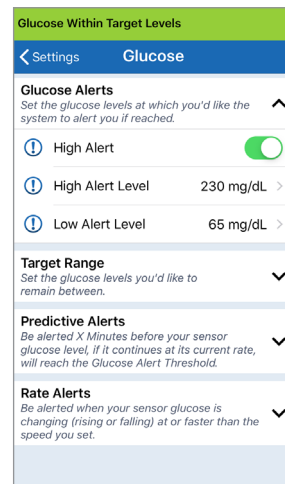 Glucose Within Target Levels
Settings Glucose
Glucose Alerts
Set the glucose levels at which you'd like the
system to alert you if reached.
High Alert
High Alert Level 230 mg/dL
Low Alert Level 65 mg/dL
Target Range
Set the glucose levels you'd like to
remain between.
Predictive Alerts
Be alerted X Minutes before your sensor
glucose level, if it continues at its current rate,
will reach the Glucose Alert Threshold.
Rate Alerts
Be alerted when your sensor glucose is
changing (rising or falling) at or faster than the
speed you set.